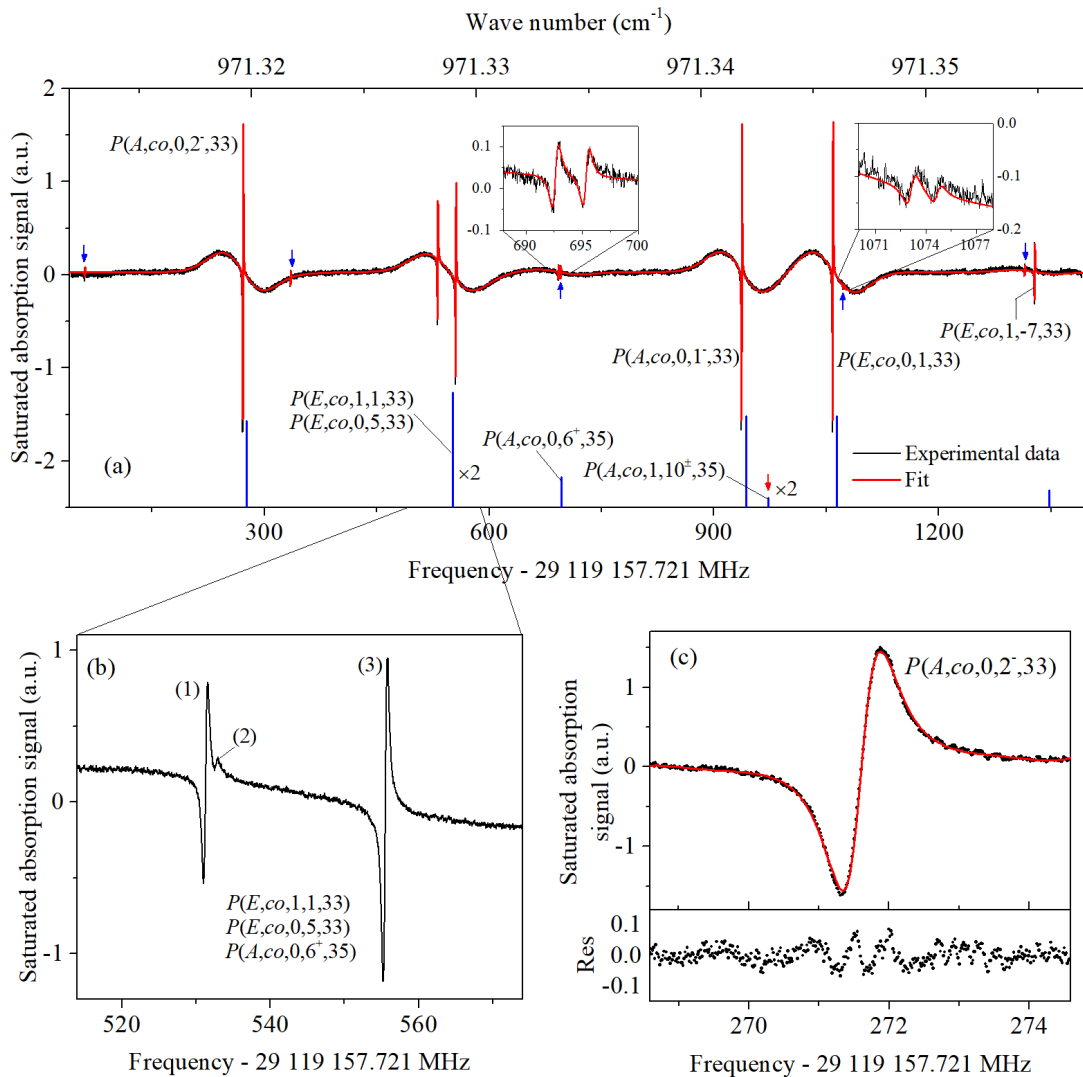 Wave number (cm-1)
971.32 971.33 971.34 971.35
Saturated absorption signal (a.u.)
2
1
0
-1
-2
P(A,co,0,2-,33)
0.1
0.0
-0.1
690 695 700
0.0
-0.1
-0.2
1071 1074 1077
P(E,co,1,-7,33)
P(A,co,0,1-,33)
P(E,co,0,1,33)
P(E,co,1,1,33)
P(E,co,0,5,33)
×2
P(A,co,0,6+,35)
P(A,co,1,10±,35)
×2
Experimental data
Fit
(a)
300 600 900 1200
Frequency - 29 119 157.721 MHz
(b)
Saturated absorption signal (a.u.)
1
0
-1
(1)
(2)
(3)
P(E,co,1,1,33)
P(E,co,0,5,33)
P(A,co,0,6+,35)
520 540 560
Frequency - 29 119 157.721 MHz
(c)
P(A,co,0,2-,33)
Saturated absorption
signal (a.u.)
1
0
-1
Res
0.1
0.0
-0.1
270 272 274
Frequency - 29 119 157.721 MHz